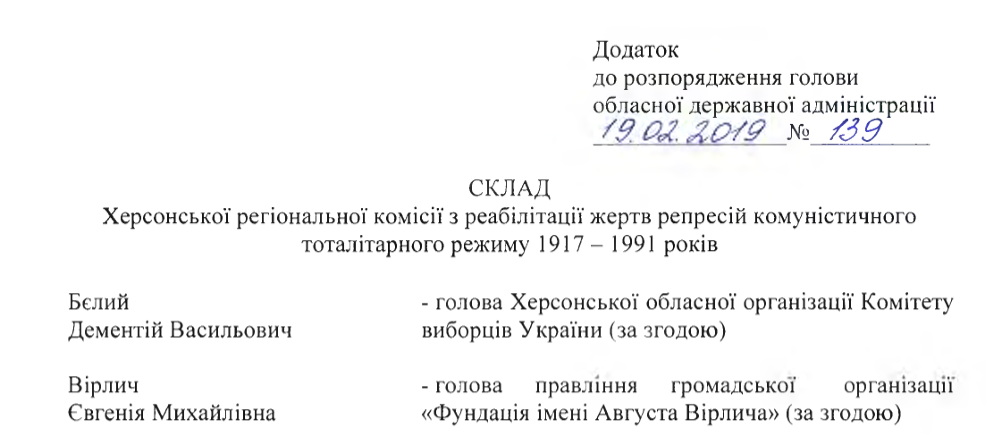 Додаток
до розпорядження голови
обласної державної адміністрації
19.02.2019 № 139
СКЛАД
Херсонської регіональної комісії з реабілітації жертв репресій комуністичного
тоталітарного режиму 1917 – 1991 років
Бєлий - голова Херсонської обласної організації Комітету
Дементій Васильович виборців України (за згодою)
Вірлич - голова правління громадської організації
Євгенія Михайлівна «Фундація імені Августа Вірлича» (за згодою)